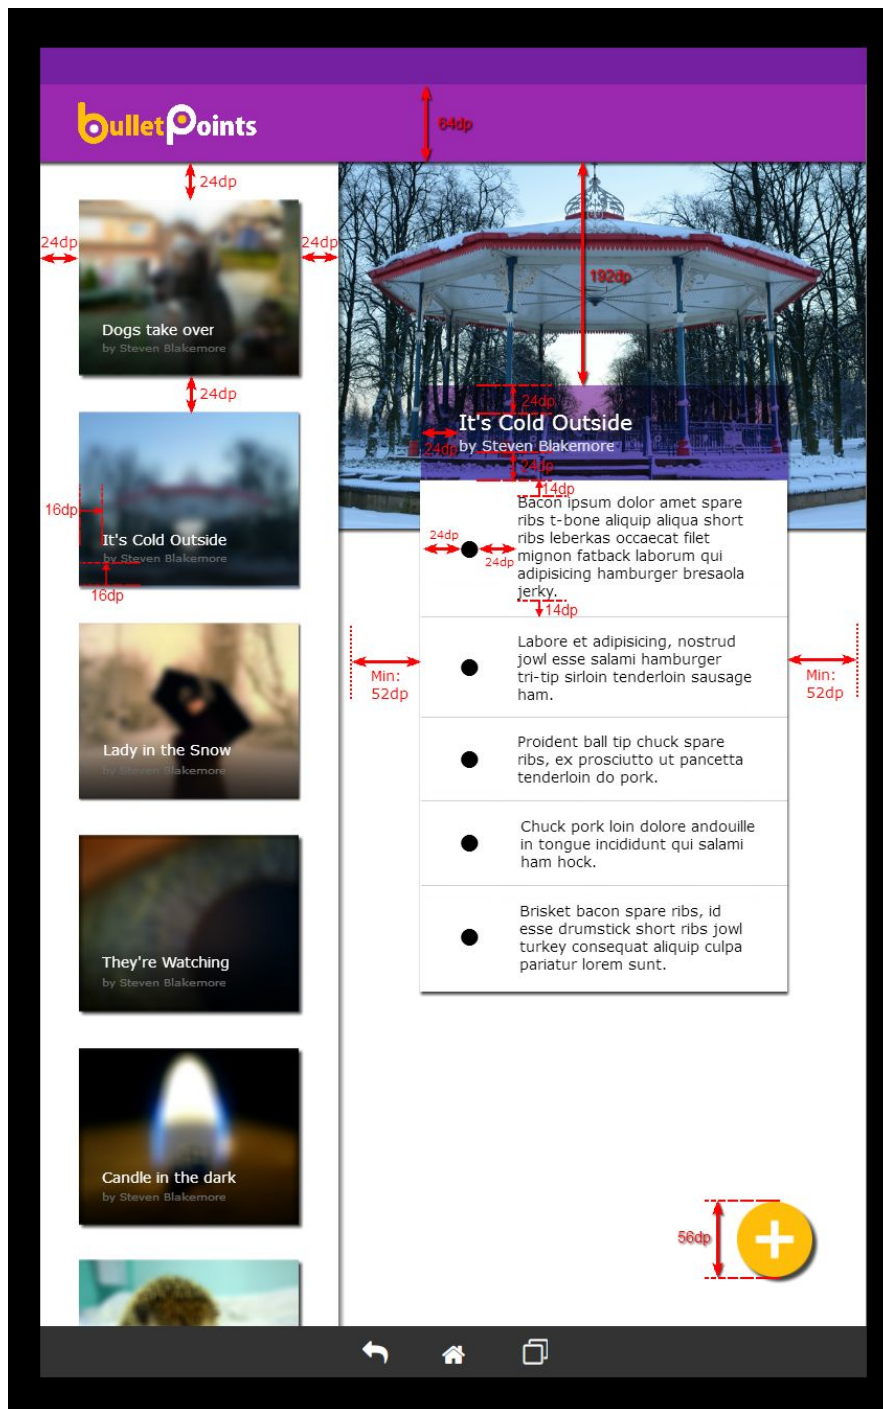 bulletPoints
64dp
24dp
24dp
24dp
Dogs take over
by Steven Blakemore
24dp
16dp
It's Cold Outside
by Steven Blakemore
16dp
Lady in the Snow
by Steven Blakemore
They're Watching
by Steven Blakemore
Candle in the dark
by Steven Blakemore
192dp
24dp
It's Cold Outside
24dp
by Steven Blakemore
24dp
14dp
Bacon ipsum dolor amet spare
ribs t-bone aliquip aliqua short
ribs leberkas occaecat filet
mignon fatback laborum qui
adipisicing hamburger bresaola
jerky.
24dp
24dp
14dp
Min:
52dp
Labore et adipisicing, nostrud
jowl esse salami hamburger
tri-tip sirloin tenderloin sausage
ham.
Min:
52dp
Proident ball tip chuck spare
ribs, ex prosciutto ut pancetta
tenderloin do pork.
Chuck pork loin dolore andouille
in tongue incididunt qui salami
ham hock.
Brisket bacon spare ribs, id
esse drumstick short ribs jowl
turkey consequat aliquip culpa
pariatur lorem sunt.
56dp